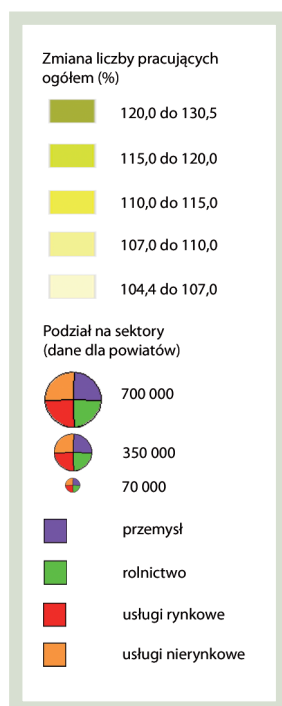 Zmiana liczby pracujących
ogółem (%)
120,0 do 130,5
115,0 do 120,0
110,0 do 115,0
107,0 do 110,0
104,4 do 107,0
Podział na sektory
(dane dla powiatów)
700 000
350 000
70 000
przemysł
rolnictwo
usługi rynkowe
usługi nierynkowe